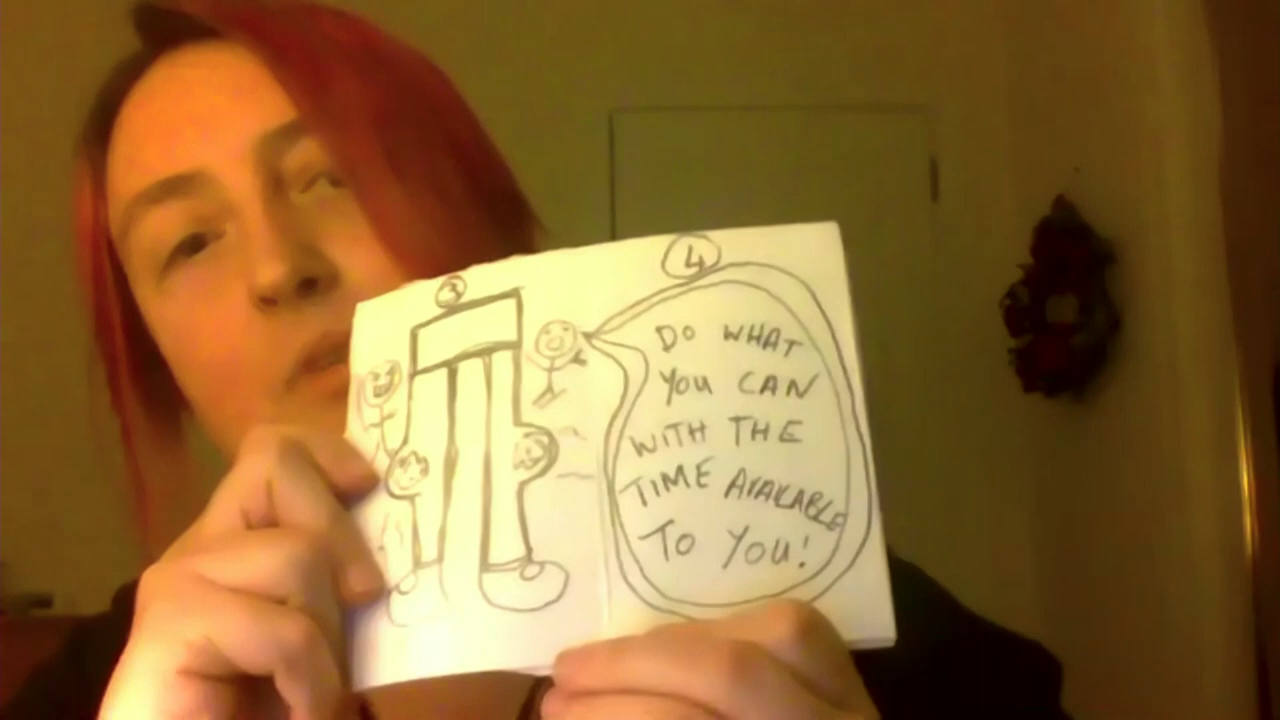 3
4
DO WHAT
YOU CAN
WITH THE
TIME AVAILABLE
TO YOU!